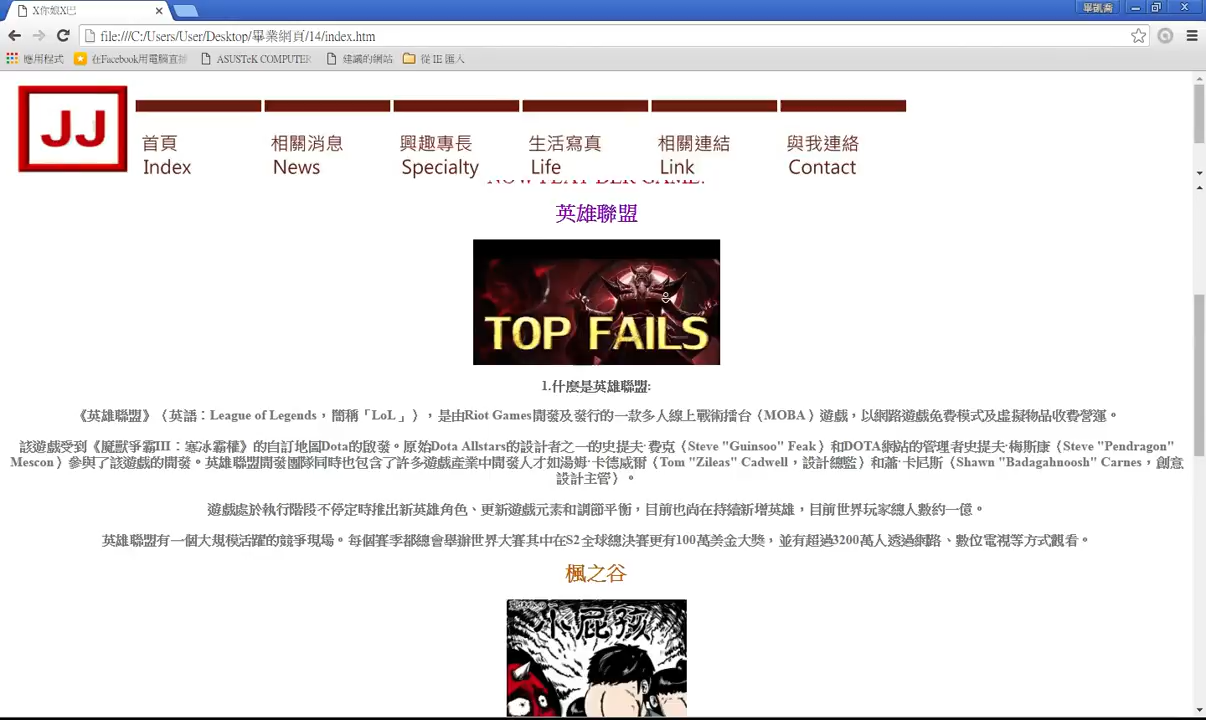 X你娘X巴
畢凱喬
file:///C:/Users/User/Desktop/畢業網頁/14/index.htm
應用程式
在Facebook用電腦直播
ASUSTeK COMPUTER
建議的網站
從 IE 匯入
JJ
首頁
Index
相關消息
News
興趣專長
Specialty
生活寫真
Life
相關連結
Link
與我連絡
Contact
英雄聯盟
TOP FAILS
1.什麼是英雄聯盟:
《英雄聯盟》（英語：League of Legends，簡稱「LoL」），是由Riot Games開發及發行的一款多人線上戰術擂台（MOBA）遊戲，以網路遊戲免費模式及虛擬物品收費營運。
該遊戲受到《魔獸爭霸III：寒冰霸權》的自訂地圖Dota的啟發。原始Dota Allstars的設計者之一的史提夫·費克（Steve "Guinsoo" Feak）和DOTA網站的管理者史提夫·梅斯康（Steve "Pendragon"
Mescon）參與了該遊戲的開發。英雄聯盟開發團隊同時也包含了許多遊戲產業中開發人才如湯姆·卡德威爾（Tom "Zileas" Cadwell，設計總監）和蕭·卡尼斯（Shawn "Badagahnoosh" Carnes，創意
設計主管）。
遊戲處於執行階段不停定時推出新英雄角色、更新遊戲元素和調節平衡，目前也尚在持續新增英雄，目前世界玩家總人數約一億。
英雄聯盟有一個大規模活躍的競爭現場。每個賽季都總會舉辦世界大賽其中在S2全球總決賽更有100萬美金大獎，並有超過3200萬人透過網路、數位電視等方式觀看。
楓之谷
小屁孩